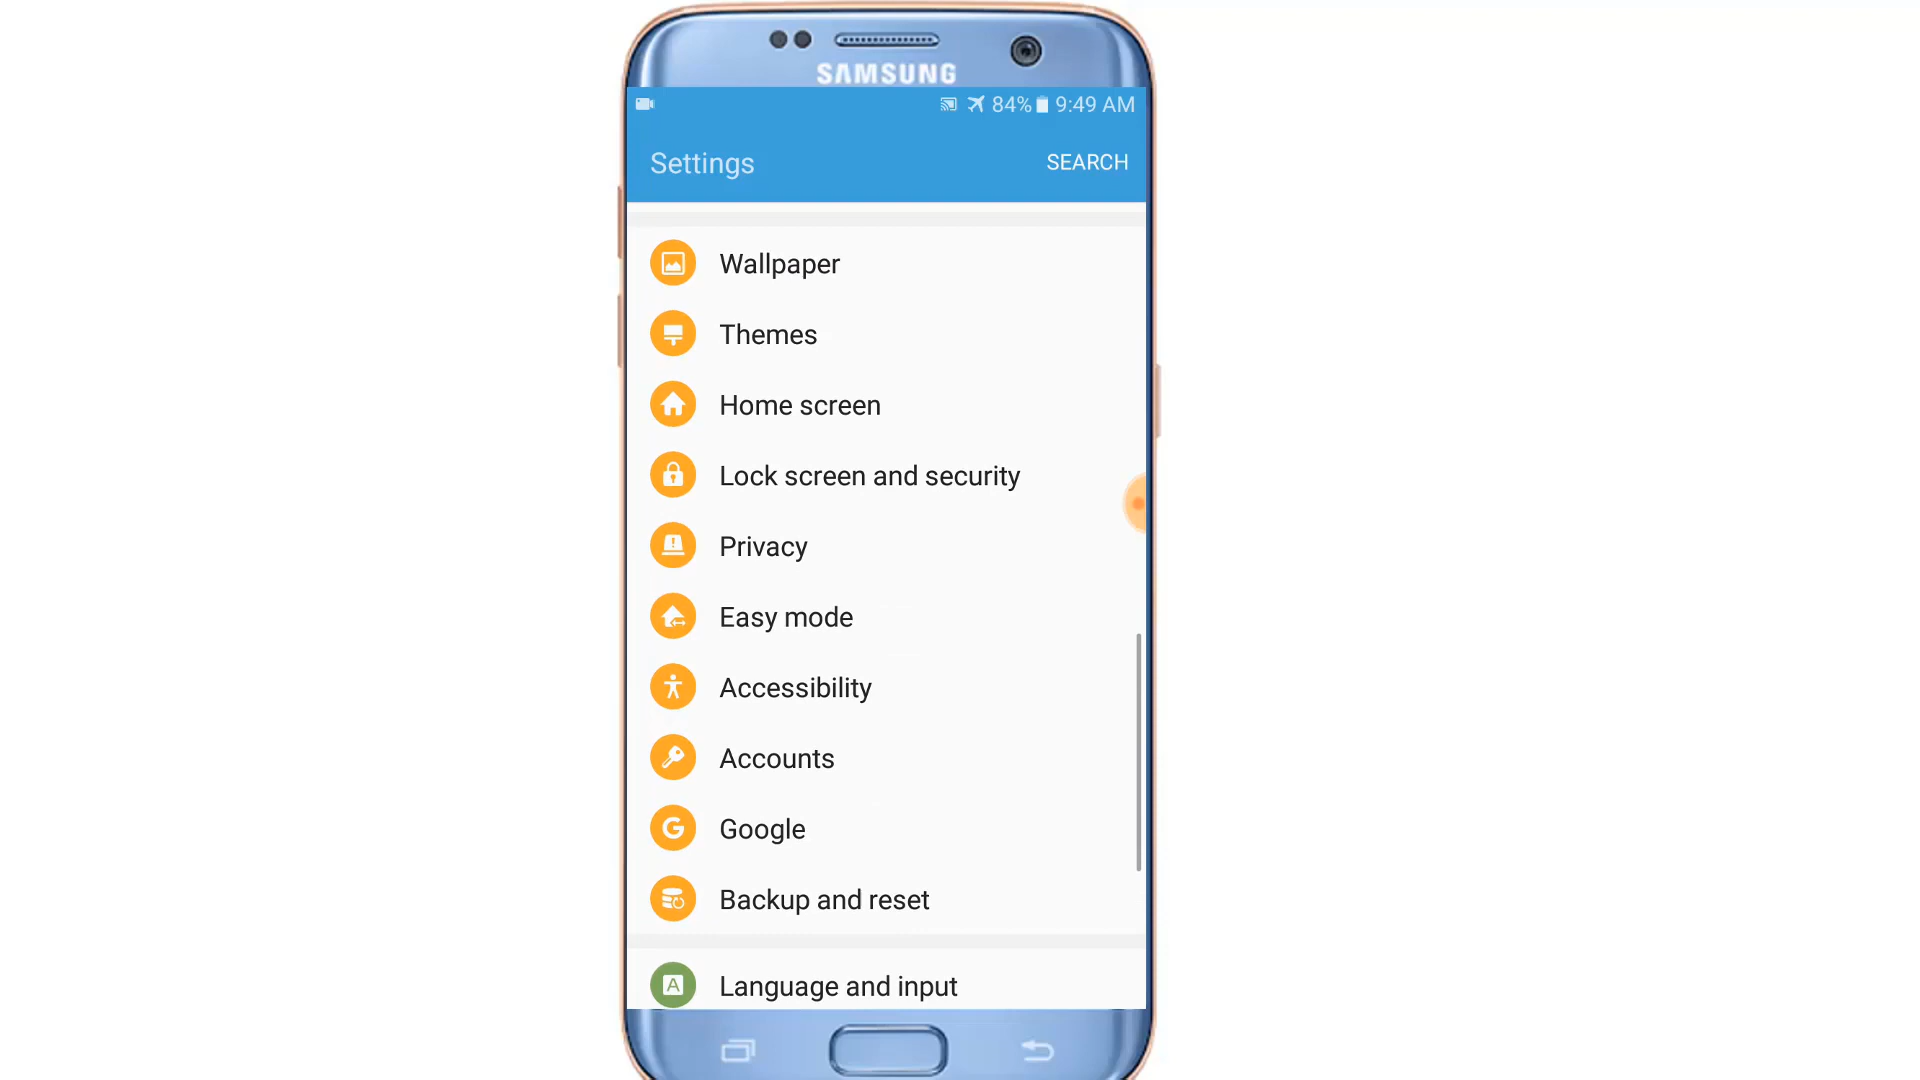 SAMSUNG
84% 9:49 AM
Settings
SEARCH
Wallpaper
Themes
Home screen
Lock screen and security
Privacy
Easy mode
Accessibility
Accounts
Google
Backup and reset
Language and input